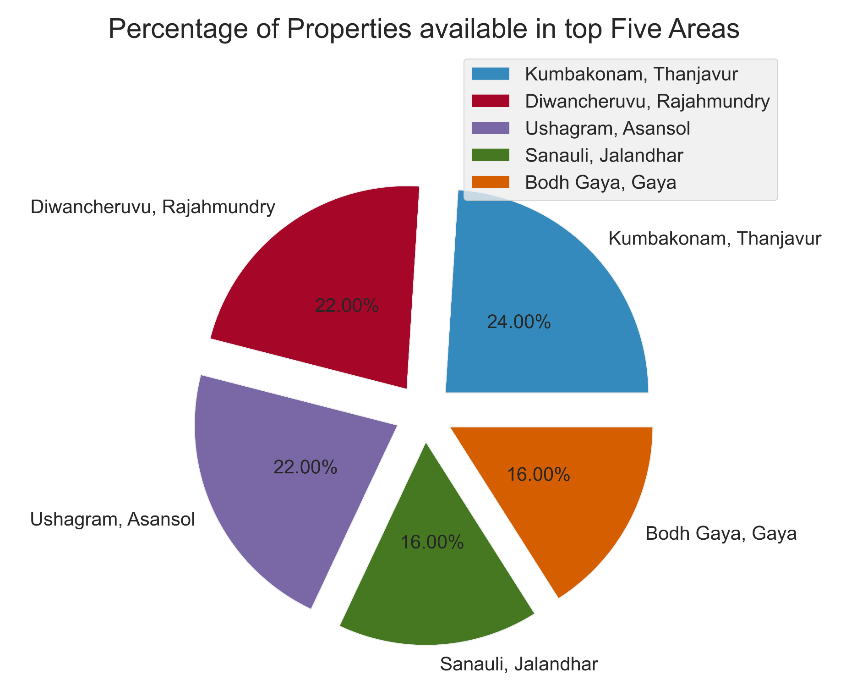 Percentage of Properties available in top Five Areas
Kumbakonam, Thanjavur
Diwancheruvu, Rajahmundry
Ushagram, Asansol
Sanauli, Jalandhar
Bodh Gaya, Gaya
Diwancheruvu, Rajahmundry
Kumbakonam, Thanjavur
22.00%
24.00%
22.00%
16.00%
Ushagram, Asansol
Bodh Gaya, Gaya
16.00%
Sanauli, Jalandhar